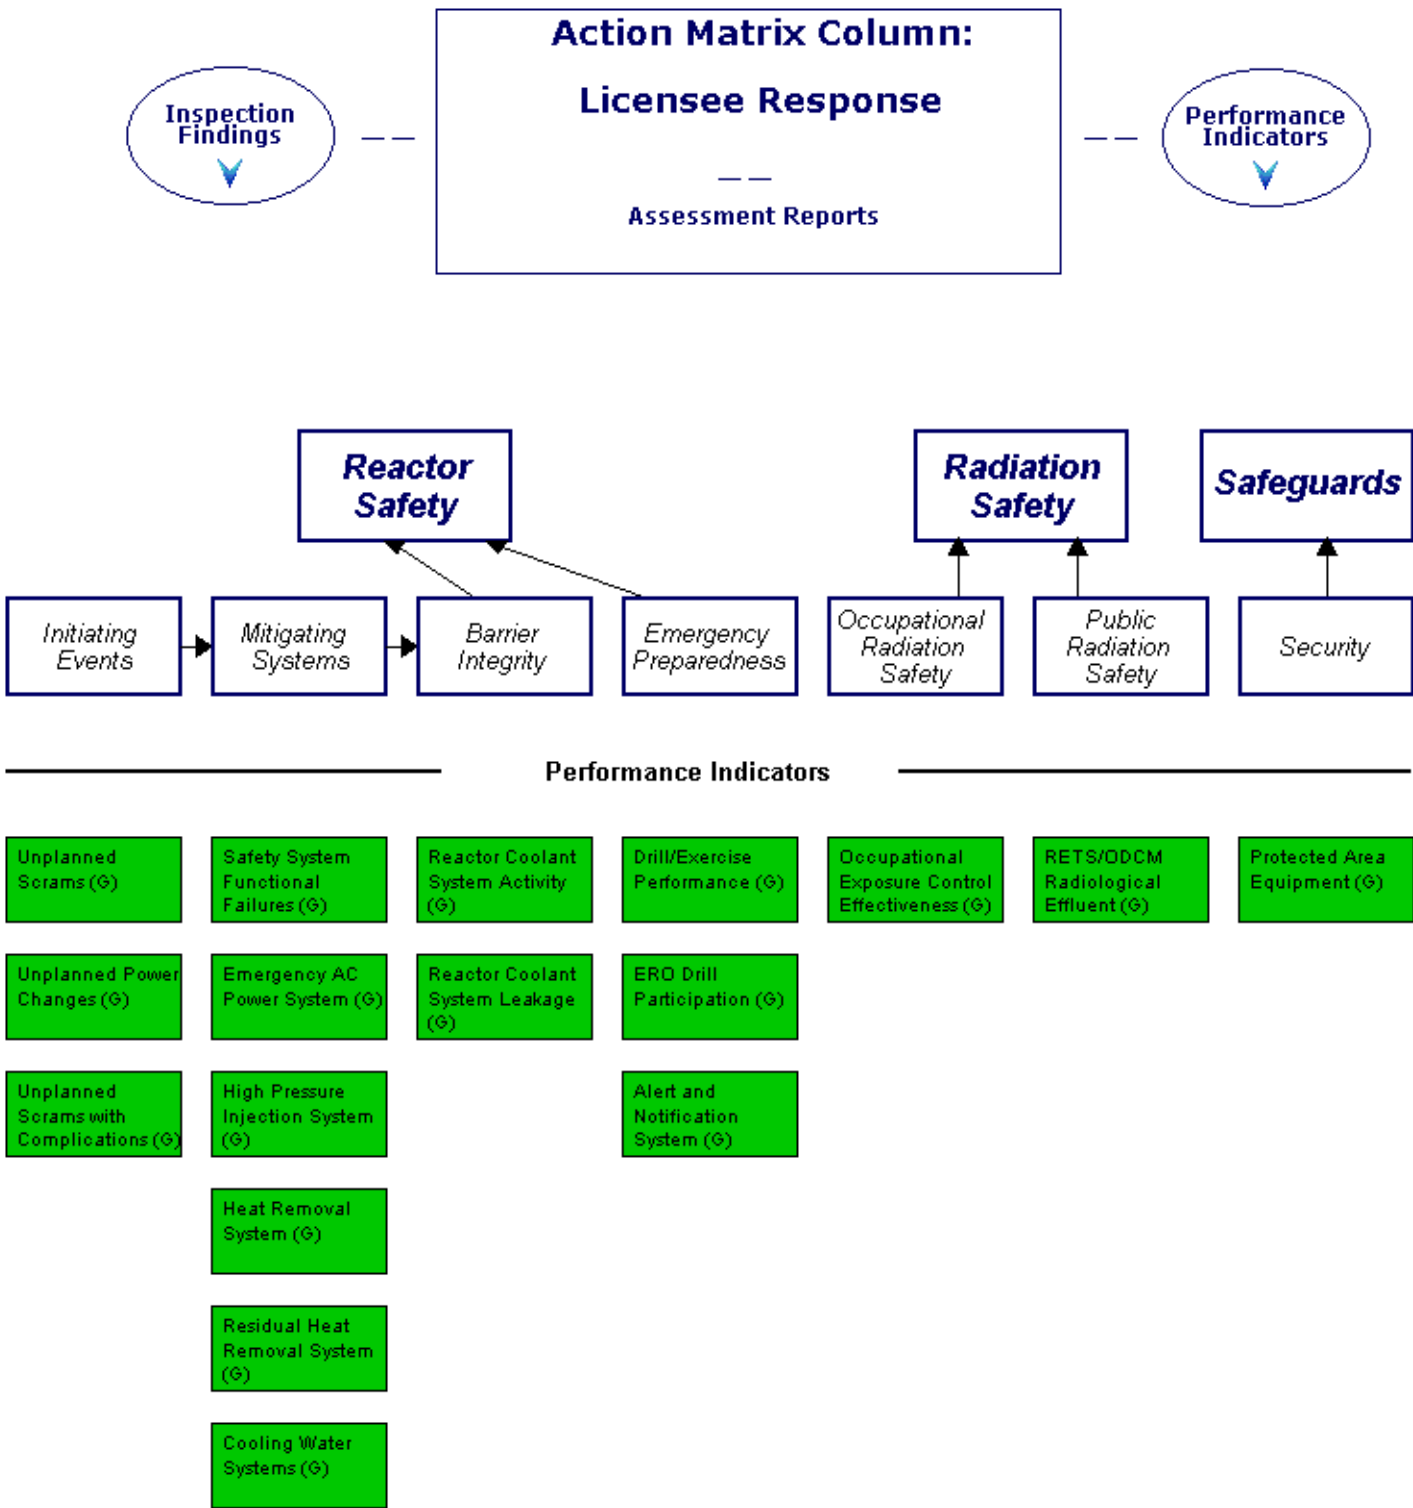 Action Matrix Column:
Licensee Response
Assessment Reports
Inspection
Findings
Performance
Indicators
Reactor
Safety
Radiation
Safety
Safeguards
Initiating
Events
Mitigating
Systems
Barrier
Integrity
Emergency
Preparedness
Occupational
Radiation
Safety
Public
Radiation
Safety
Security
Performance Indicators
Unplanned
Scrams (G)
Safety System
Functional
Failures (G)
Reactor Coolant
System Activity
(G)
Drill/Exercise
Performance (G)
Occupational
Exposure Control
Effectiveness (G)
RETS/ODCM
Radiological
Effluent (G)
Protected Area
Equipment (G)
Unplanned Power
Changes (G)
Emergency AC
Power System (G)
Reactor Coolant
System Leakage
(G)
ERO Drill
Participation (G)
Unplanned
Scrams with
Complications (G)
High Pressure
Injection System
(G)
Alert and
Notification
System (G)
Heat Removal
System (G)
Residual Heat
Removal System
(G)
Cooling Water
Systems (G)